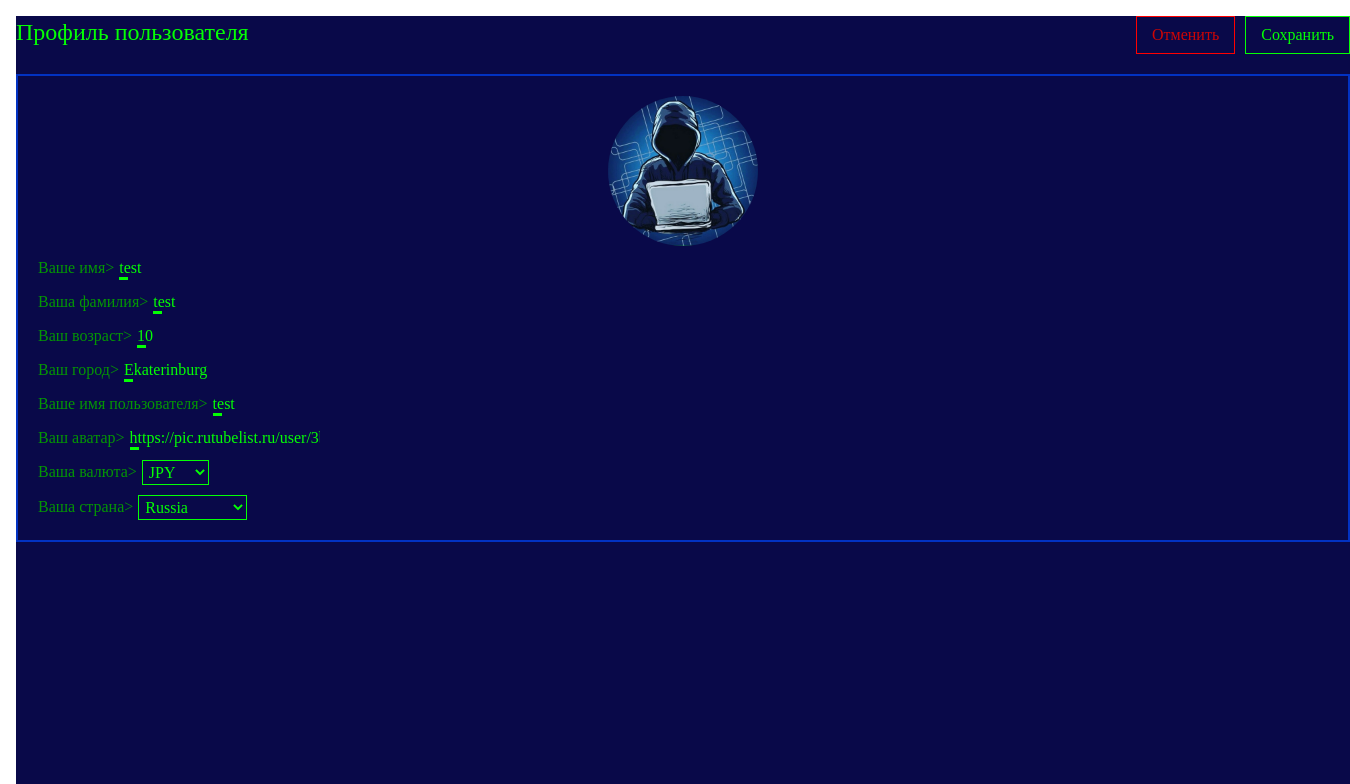 Профиль пользователя
Отменить
Сохранить
Ваше имя> test
Ваша фамилия> test
Ваш возраст> 10
Ваш город> Ekaterinburg
Ваше имя пользователя> test
Ваш аватар> https://pic.rutubelist.ru/user/3
Ваша валюта> JPY
Ваша страна> Russia